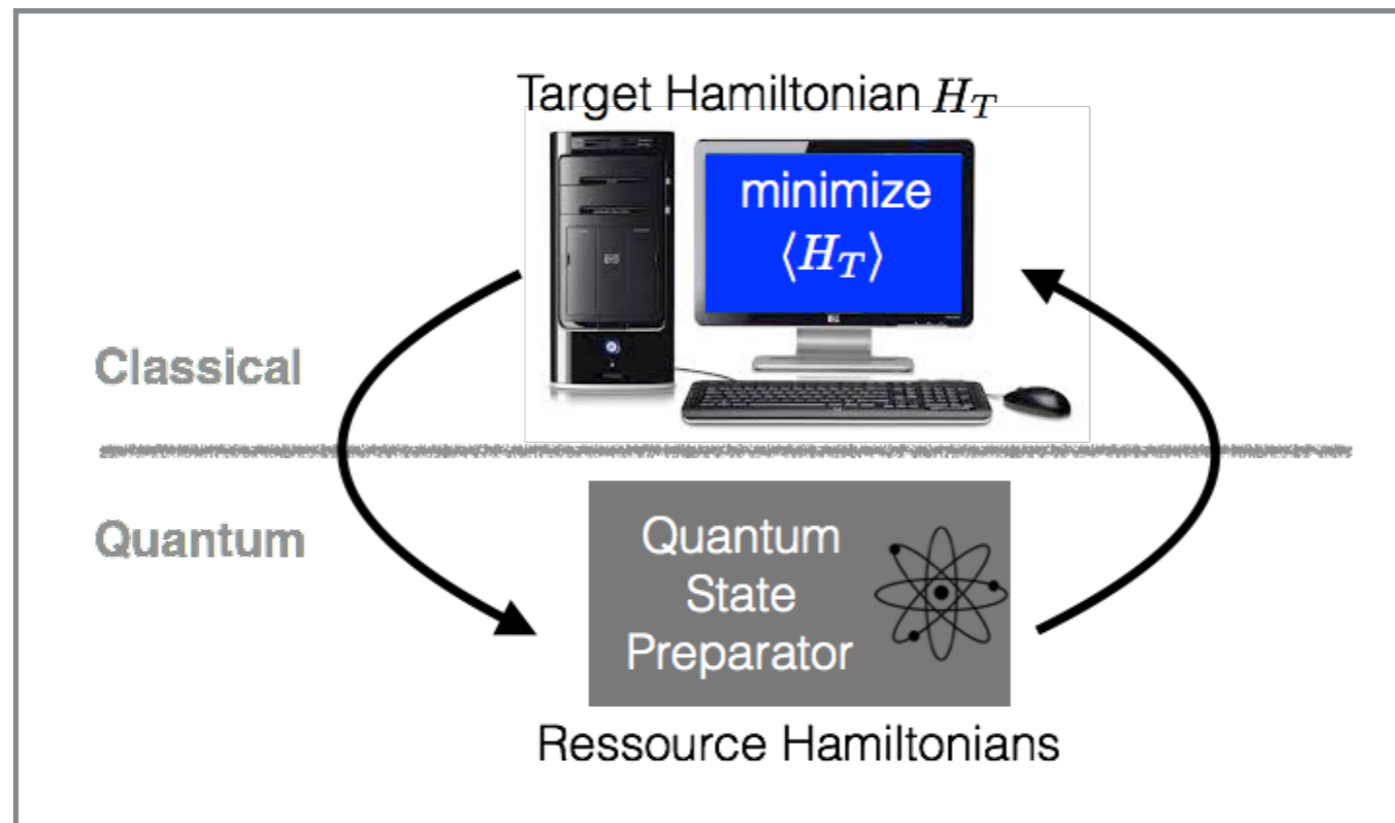 Target Hamiltonian H_T
minimize
⟨H_T⟩
Classical
Quantum
Quantum
State
Preparator
Ressource Hamiltonians